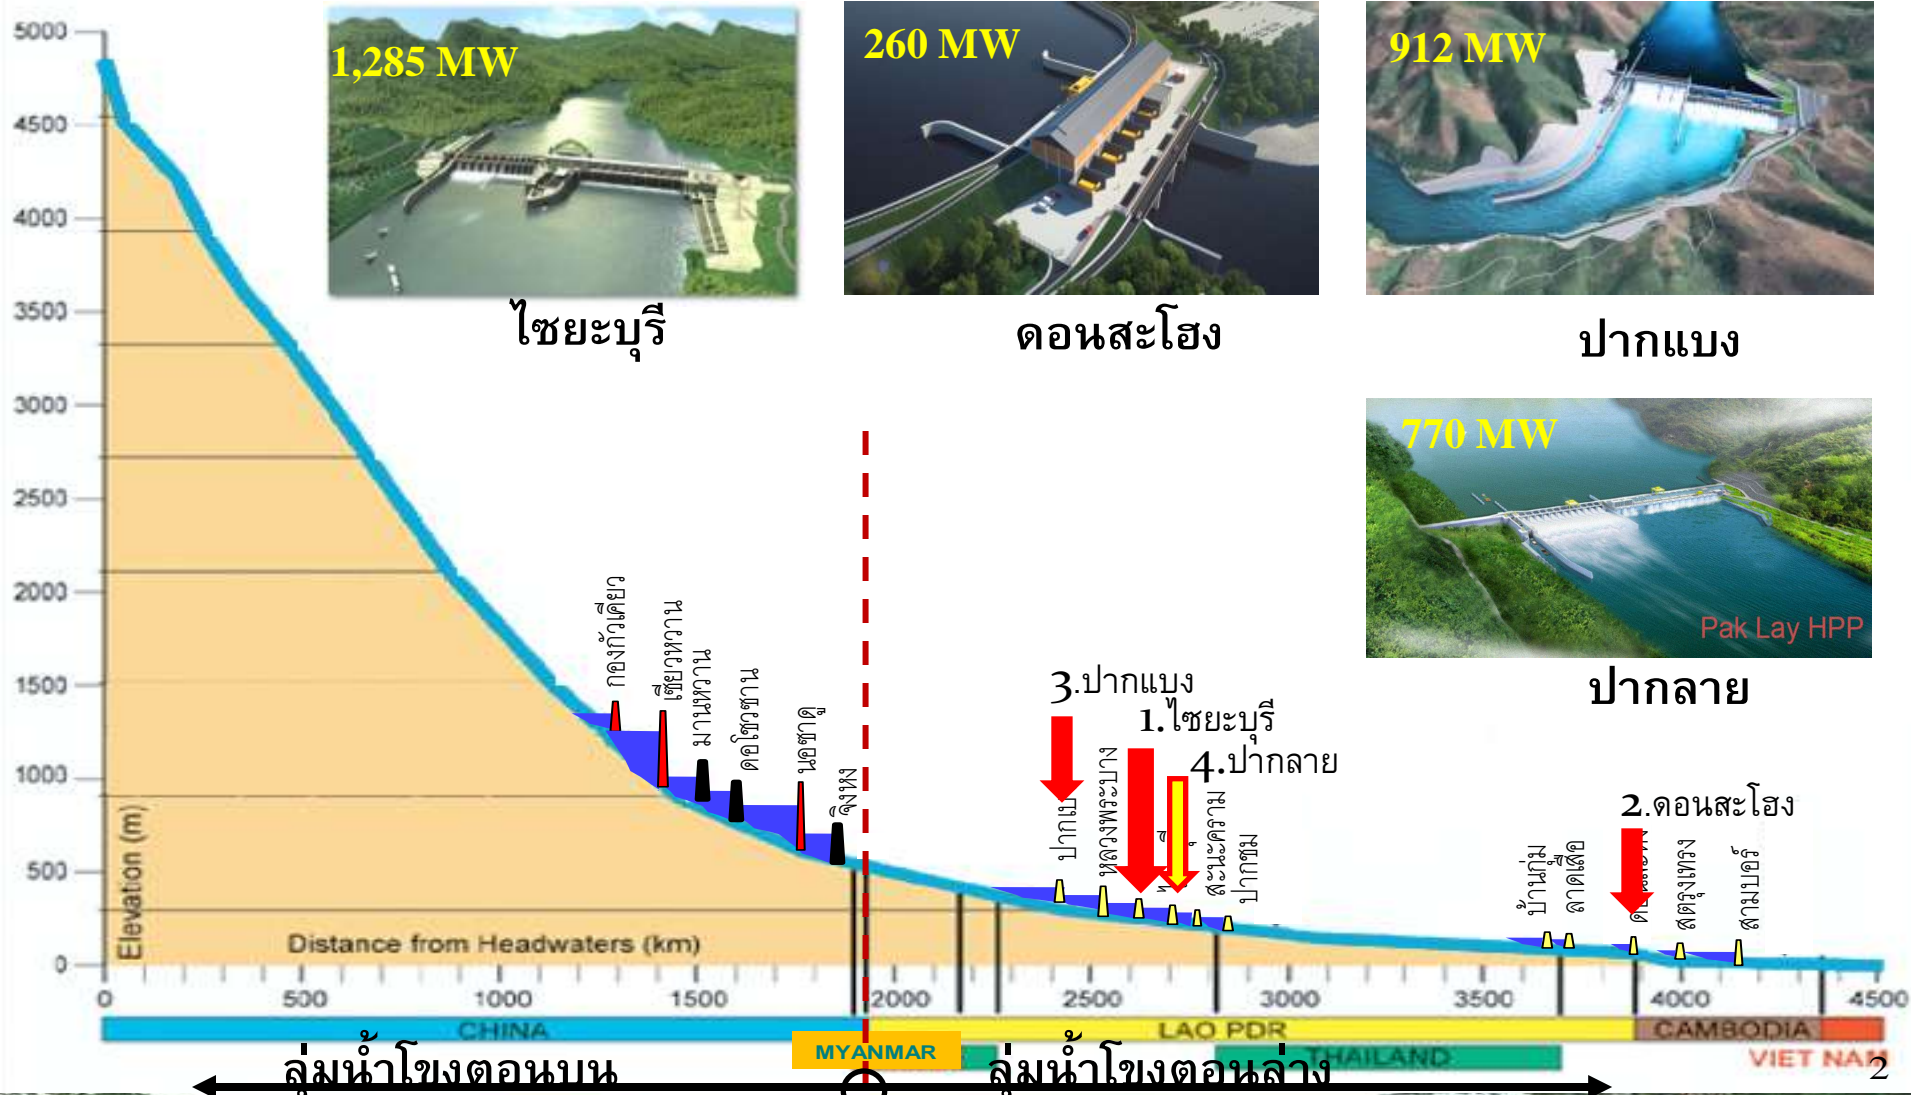 1,285 MW
ไซยะบุรี
260 MW
ดอนสะโฮง
912 MW
ปากแบง
770 MW
Pak Lay HPP
ปากลาย
5000
4500
4000
3500
3000
2500
2000
1500
1000
500
0
Elevation (m)
Distance from Headwaters (km)
กองกัวเคียว
เชียวหวาน
มานหวาน
ดอโชวซาน
นอซาตู
จิงหง
3.ปากแบง
1.ไซยะบุรี
4.ปากลาย
2.ดอนสะโฮง
ปากแบ
หลวงพระบาง
สะนะคราม
ปากชม
บ้านกุ่ม
ลาดเสือ
สตรุงเทรง
สามบอร์
0
500
1000
1500
2000
2500
3000
3500
4000
4500
CHINA
LAO PDR
CAMBODIA
MYANMAR
THAILAND
VIET NAM
ลุ่มน้ำโขงตอนบน
ลุ่มน้ำโขงตอนล่าง
2